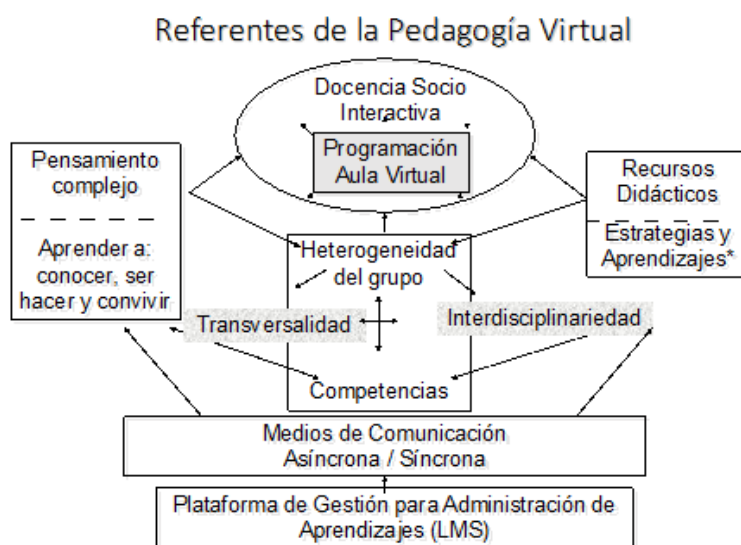 Referentes de la Pedagogía Virtual
Docencia Socio
Interactiva
Programación
Aula Virtual
Pensamiento
complejo
Aprender a:
conocer, ser
hacer y convivir
Recursos
Didácticos
Estrategias y
Aprendizajes*
Heterogeneidad
del grupo
Transversalidad
Interdisciplinariedad
Competencias
Medios de Comunicación
Asíncrona / Síncrona
Plataforma de Gestión para Administración de
Aprendizajes (LMS)